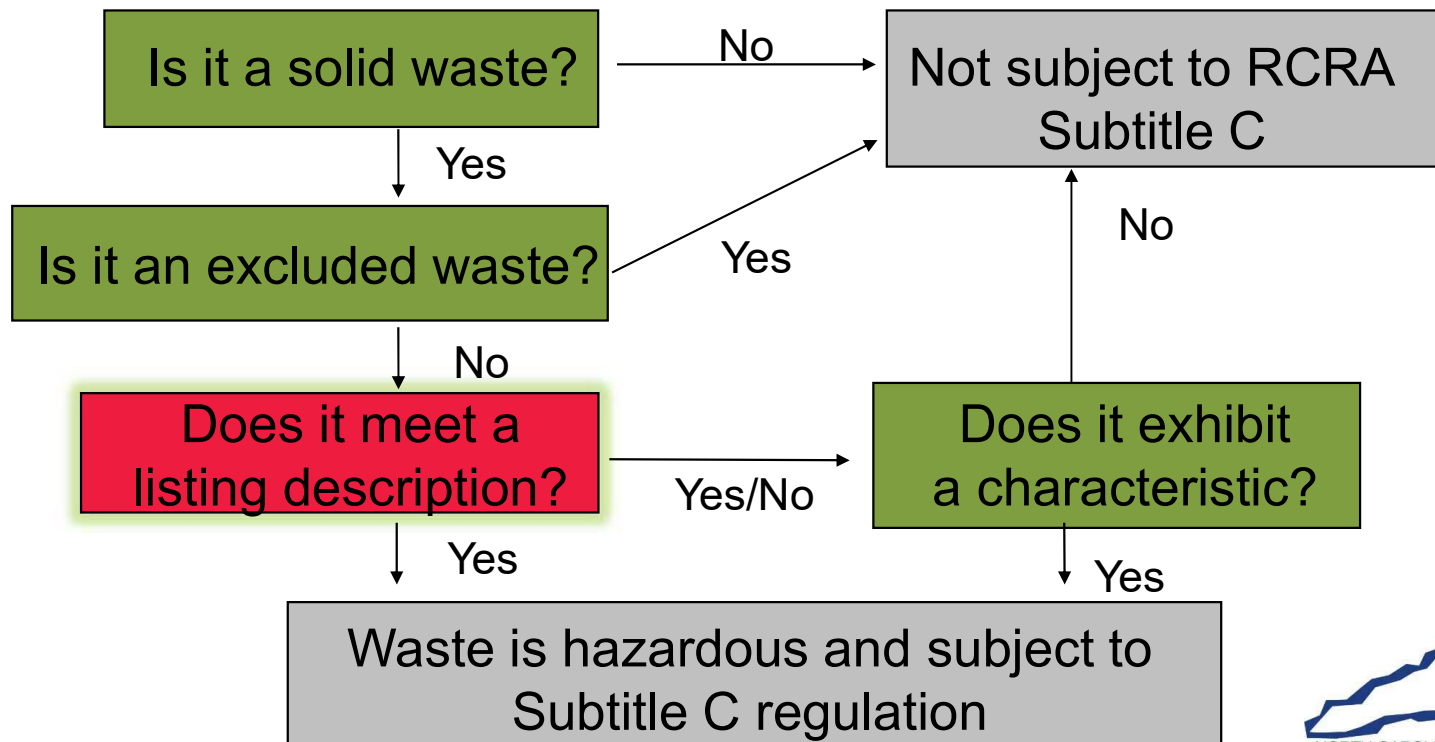 Is it a solid waste?
No
Not subject to RCRA
Subtitle C
Yes
Is it an excluded waste?
Yes
No
No
Does it meet a
listing description?
Yes/No
Does it exhibit
a characteristic?
Yes
Yes
Waste is hazardous and subject to
Subtitle C regulation